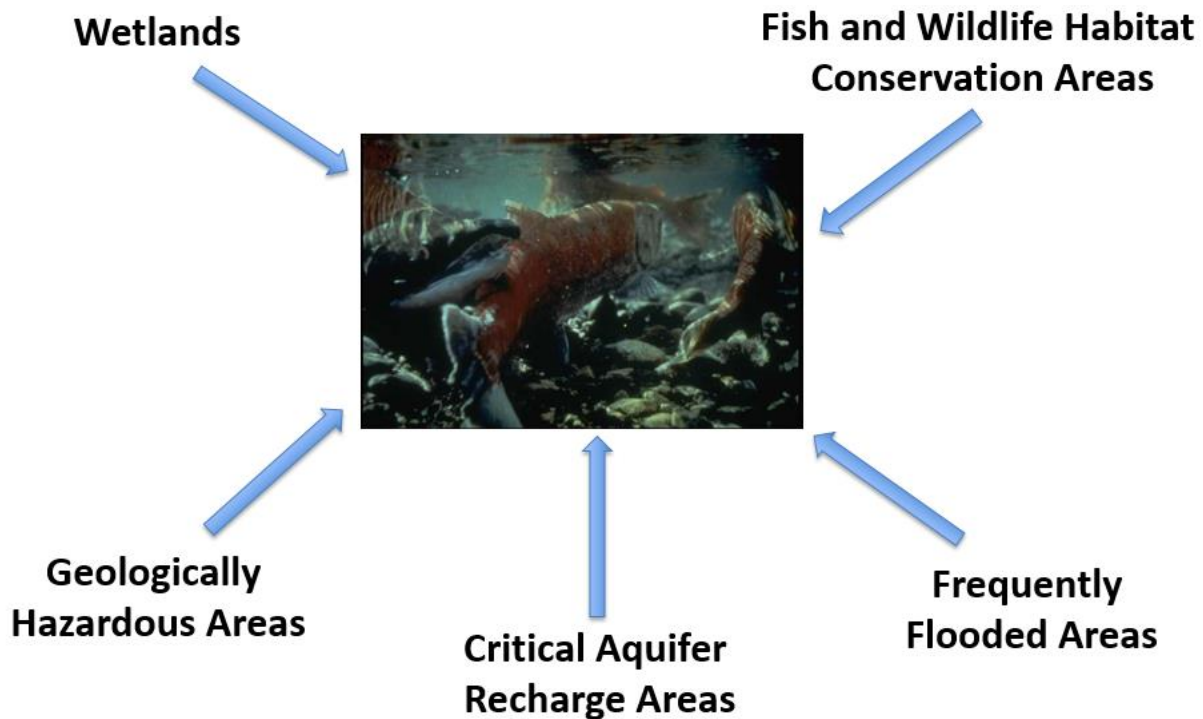 Wetlands
Fish and Wildlife Habitat
Conservation Areas
Geologically
Hazardous Areas
Critical Aquifer
Recharge Areas
Frequently
Flooded Areas